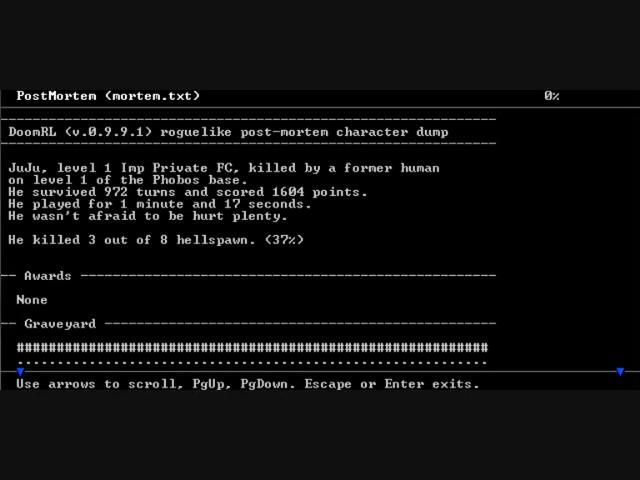 PostMortem (mortem.txt) 0%
------------------------------------------------------------
DoomRL (v.0.9.9.1) roguelike post-mortem character dump
------------------------------------------------------------
JuJu, level 1 Imp Private FC, killed by a former human
on level 1 of the Phobos base.
He survived 972 turns and scored 1604 points.
He played for 1 minute and 17 seconds.
He wasn't afraid to be hurt plenty.
He killed 3 out of 8 hellspawn. (37%)
-- Awards ----------------------------------------------------
None
-- Graveyard -------------------------------------------------
###########################################################
...........................................................
Use arrows to scroll, PgUp, PgDown. Escape or Enter exits.